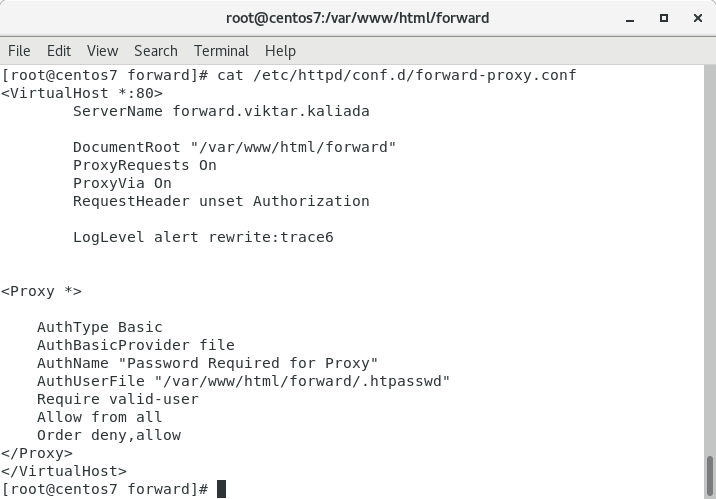 root@centos7:/var/www/html/forward
File Edit View Search Terminal Help
[root@centos7 forward]# cat /etc/httpd/conf.d/forward-proxy.conf
<VirtualHost *:80>
        ServerName forward.viktar.kaliada

        DocumentRoot "/var/www/html/forward"
        ProxyRequests On
        ProxyVia On
        RequestHeader unset Authorization

        LogLevel alert rewrite:trace6


<Proxy *>

    AuthType Basic
    AuthBasicProvider file
    AuthName "Password Required for Proxy"
    AuthUserFile "/var/www/html/forward/.htpasswd"
    Require valid-user
    Allow from all
    Order deny,allow
</Proxy>
</VirtualHost>
[root@centos7 forward]#